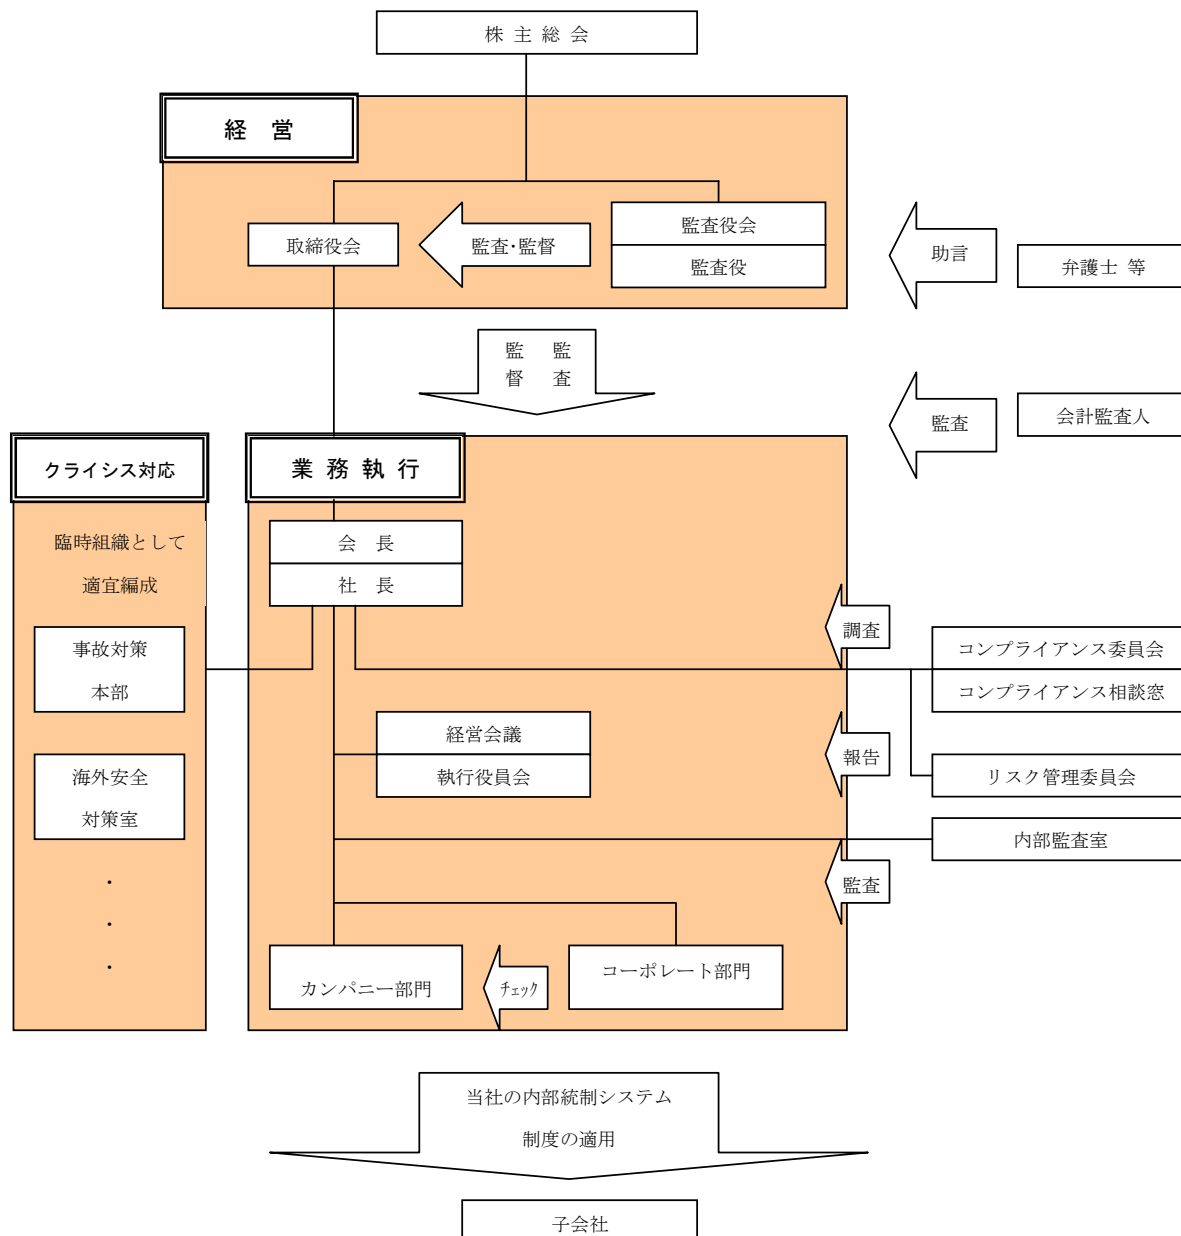 株 主 総 会
経 営
取締役会
監査・監督
監査役会
監査役
助言
弁護士 等
監 監
督 査
監査
会計監査人
クライシス対応
業 務 執 行
臨時組織として
適宜編成
会 長
社 長
事故対策
本部
調査
コンプライアンス委員会
コンプライアンス相談窓
経営会議
執行役員会
報告
リスク管理委員会
海外安全
対策室
内部監査室
監査
・
・
・
カンパニー部門
チェック
コーポレート部門
当社の内部統制システム
制度の適用
子会社